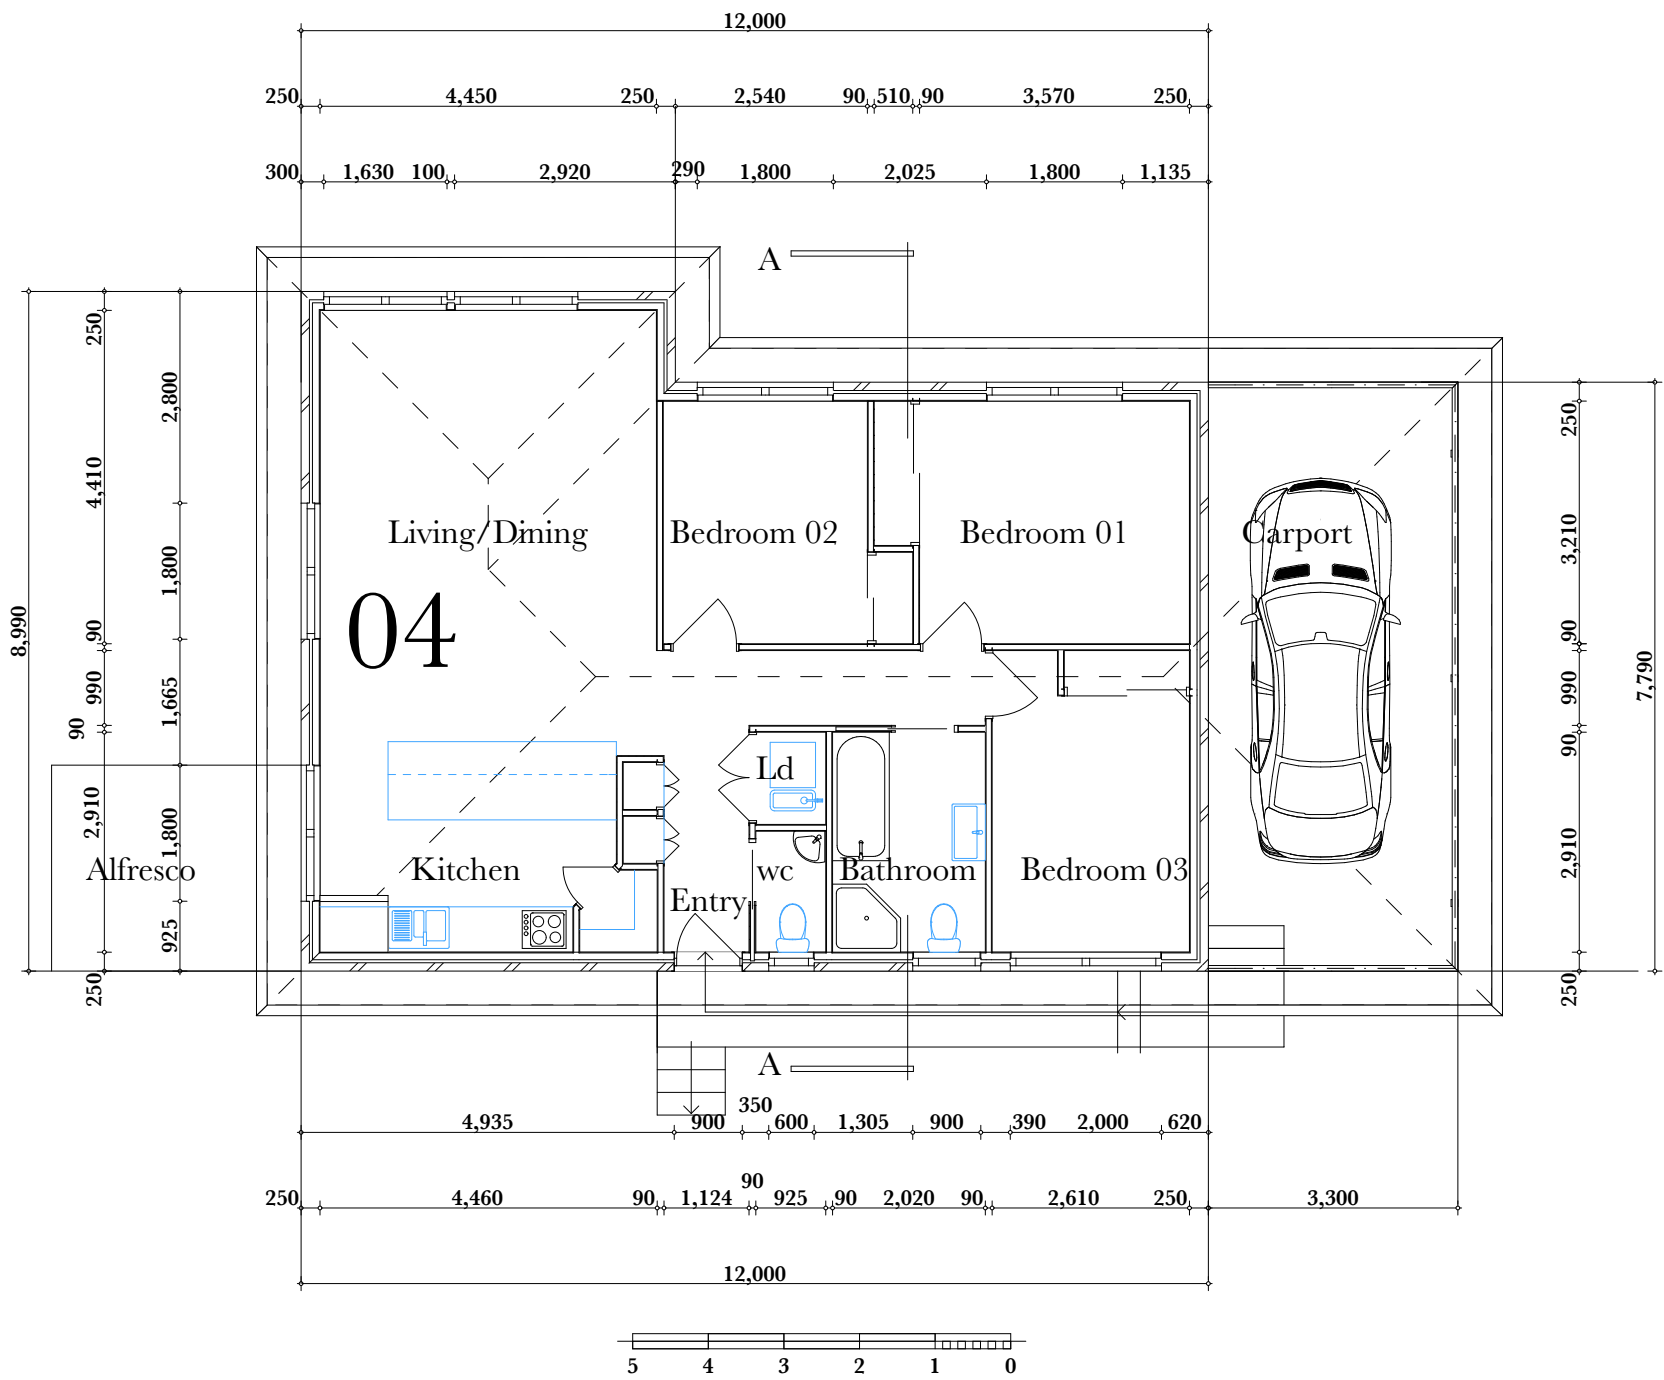 12,000
250 4,450 250 2,540 90 510 90 3,570 250
300 1,630 100 2,920 290 1,800 2,025 1,800 1,135
A
250
2,800
4,410
1,800
90
8,990
990
1,665
90
2,910
1,800
925
250
250
3,210
90
990
7,790
90
2,910
250
Living/Dining Bedroom 02 Bedroom 01 Carport
04
Ld
Alfresco Kitchen wc Bathroom Bedroom 03
Entry
A
350
4,935 900 600 1,305 900 390 2,000 620
90
250 4,460 90 1,124 925 90 2,020 90 2,610 250 3,300
12,000
5 4 3 2 1 0